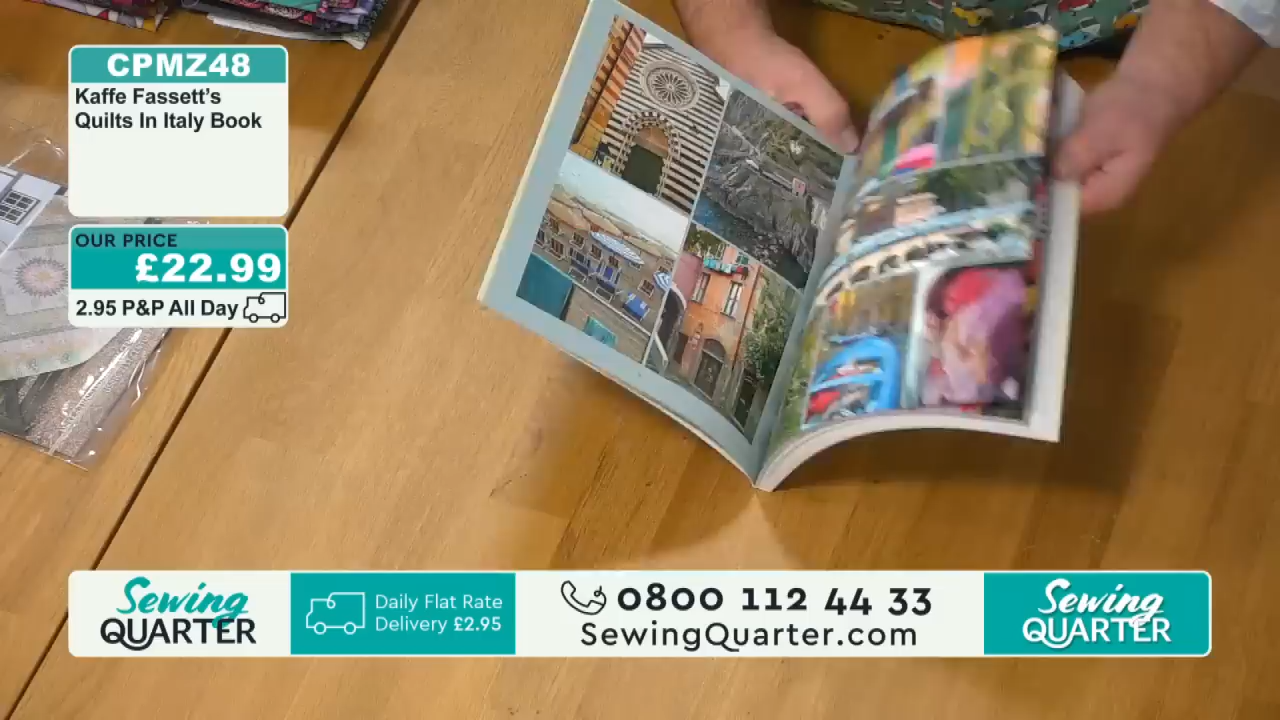 CPMZ48
Kaffe Fassett's
Quilts In Italy Book
OUR PRICE
£22.99
2.95 P&P All Day
Sewing
QUARTER
Daily Flat Rate
Delivery £2.95
0800 112 44 33
SewingQuarter.com
Sewing
QUARTER